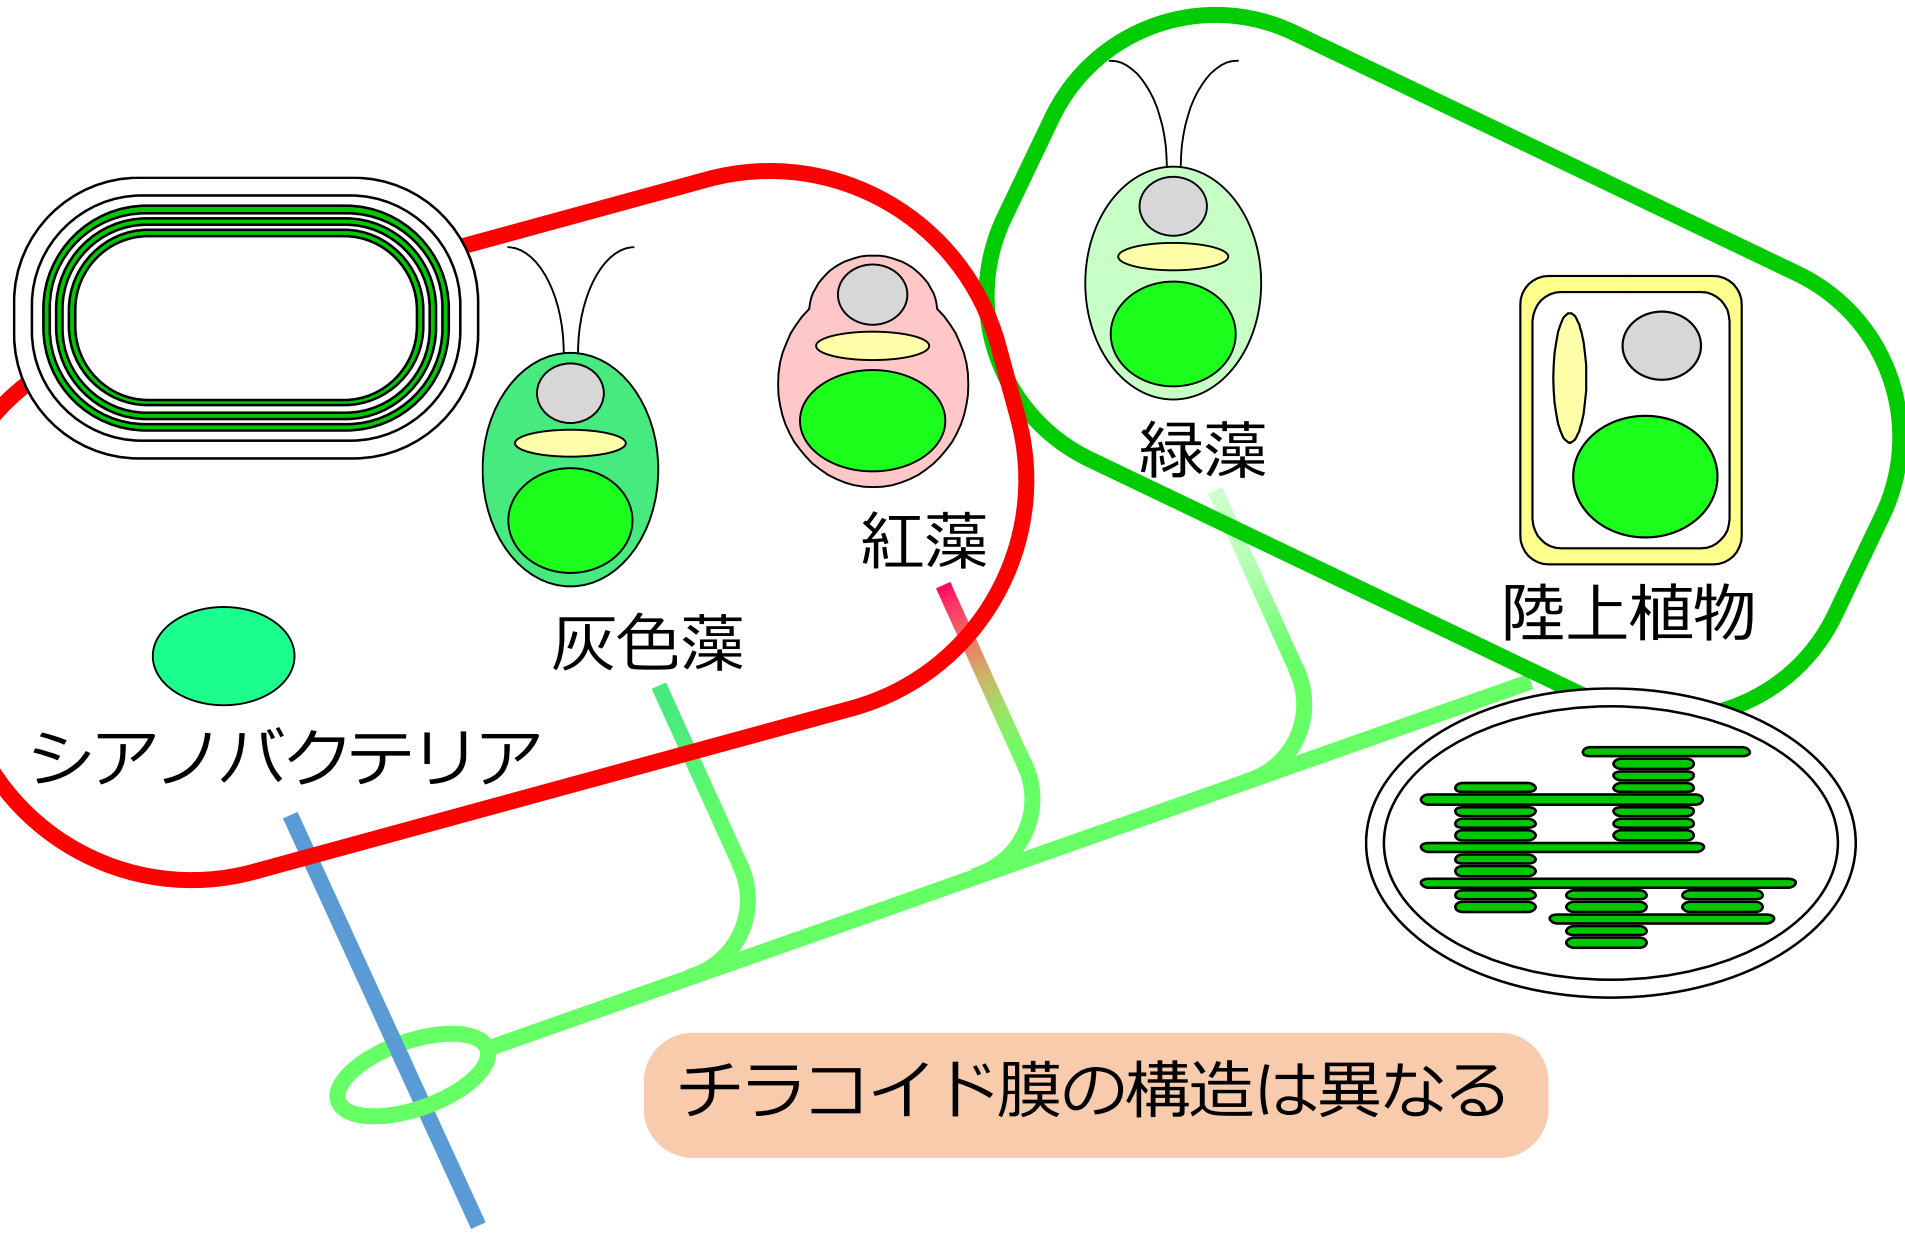 緑藻
紅藻
陸上植物
灰色藻
シアノバクテリア
チラコイド膜の構造は異なる